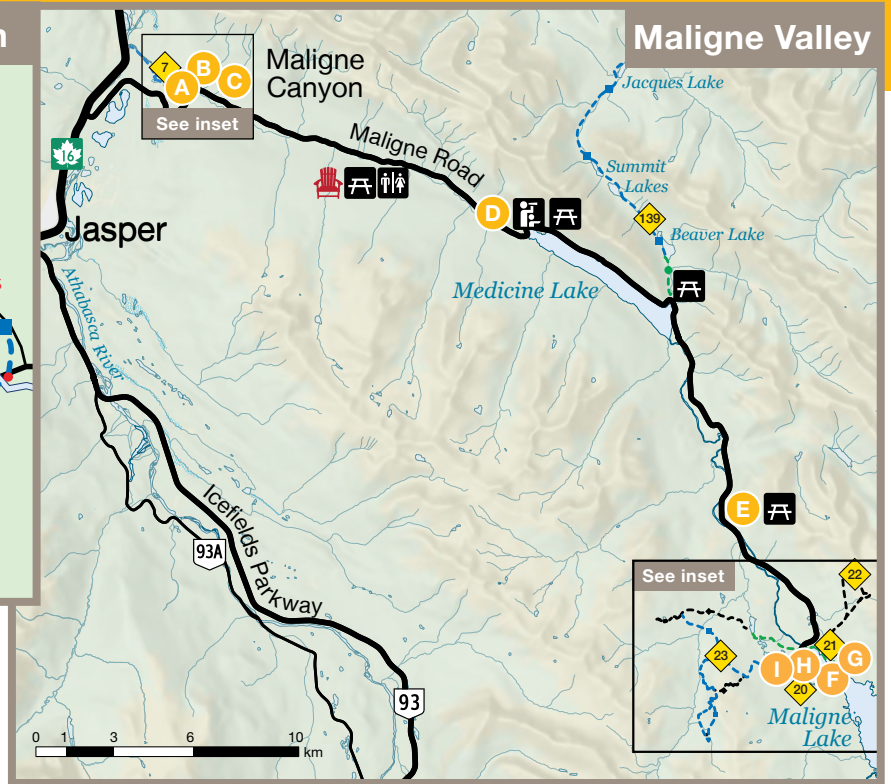 n
Maligne Valley
7
B
A
C
Maligne
Canyon
See inset
16
Maligne Road
Jacques Lake
Summit
Lakes
139
Beaver Lake
D
Jasper
Medicine Lake
Athabasca River
Icefields Parkway
93A
93
E
See inset
22
21
23
I
H
G
F
20
Maligne
Lake
0 1 3 6 10
km